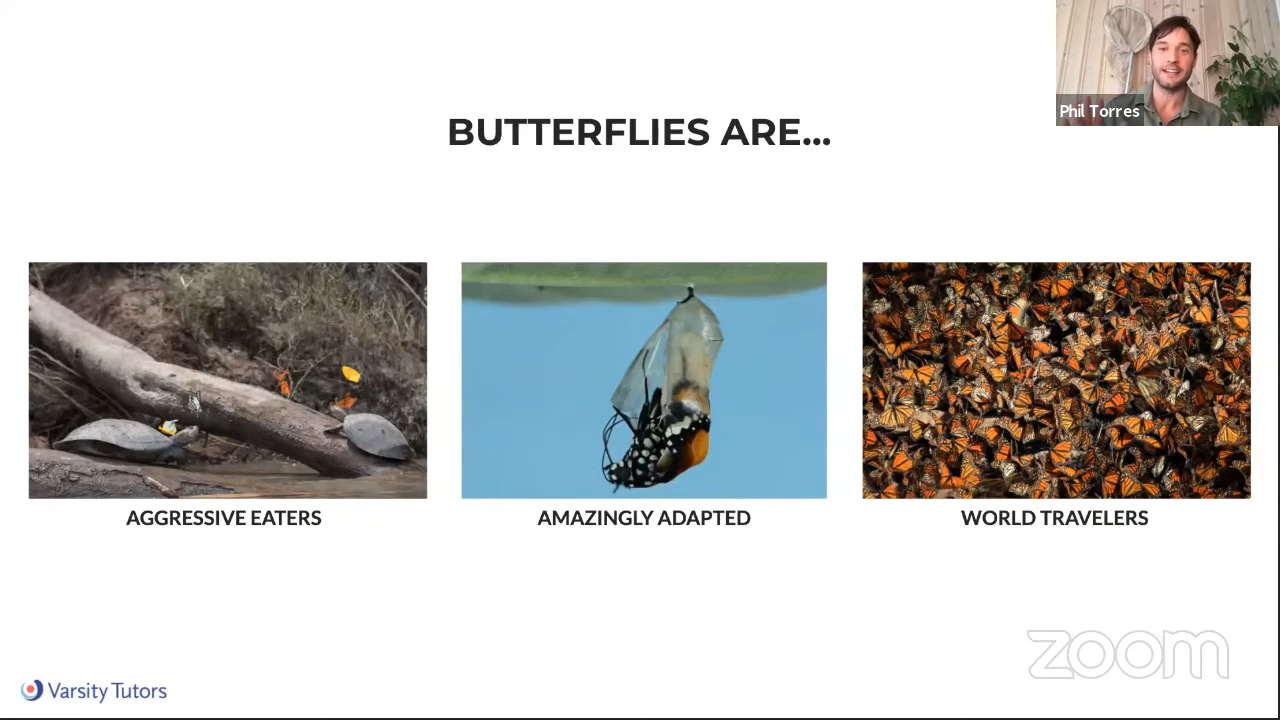 Phil Torres
BUTTERFLIES ARE...
AGGRESSIVE EATERS
AMAZINGLY ADAPTED
WORLD TRAVELERS
zoom
Varsity Tutors